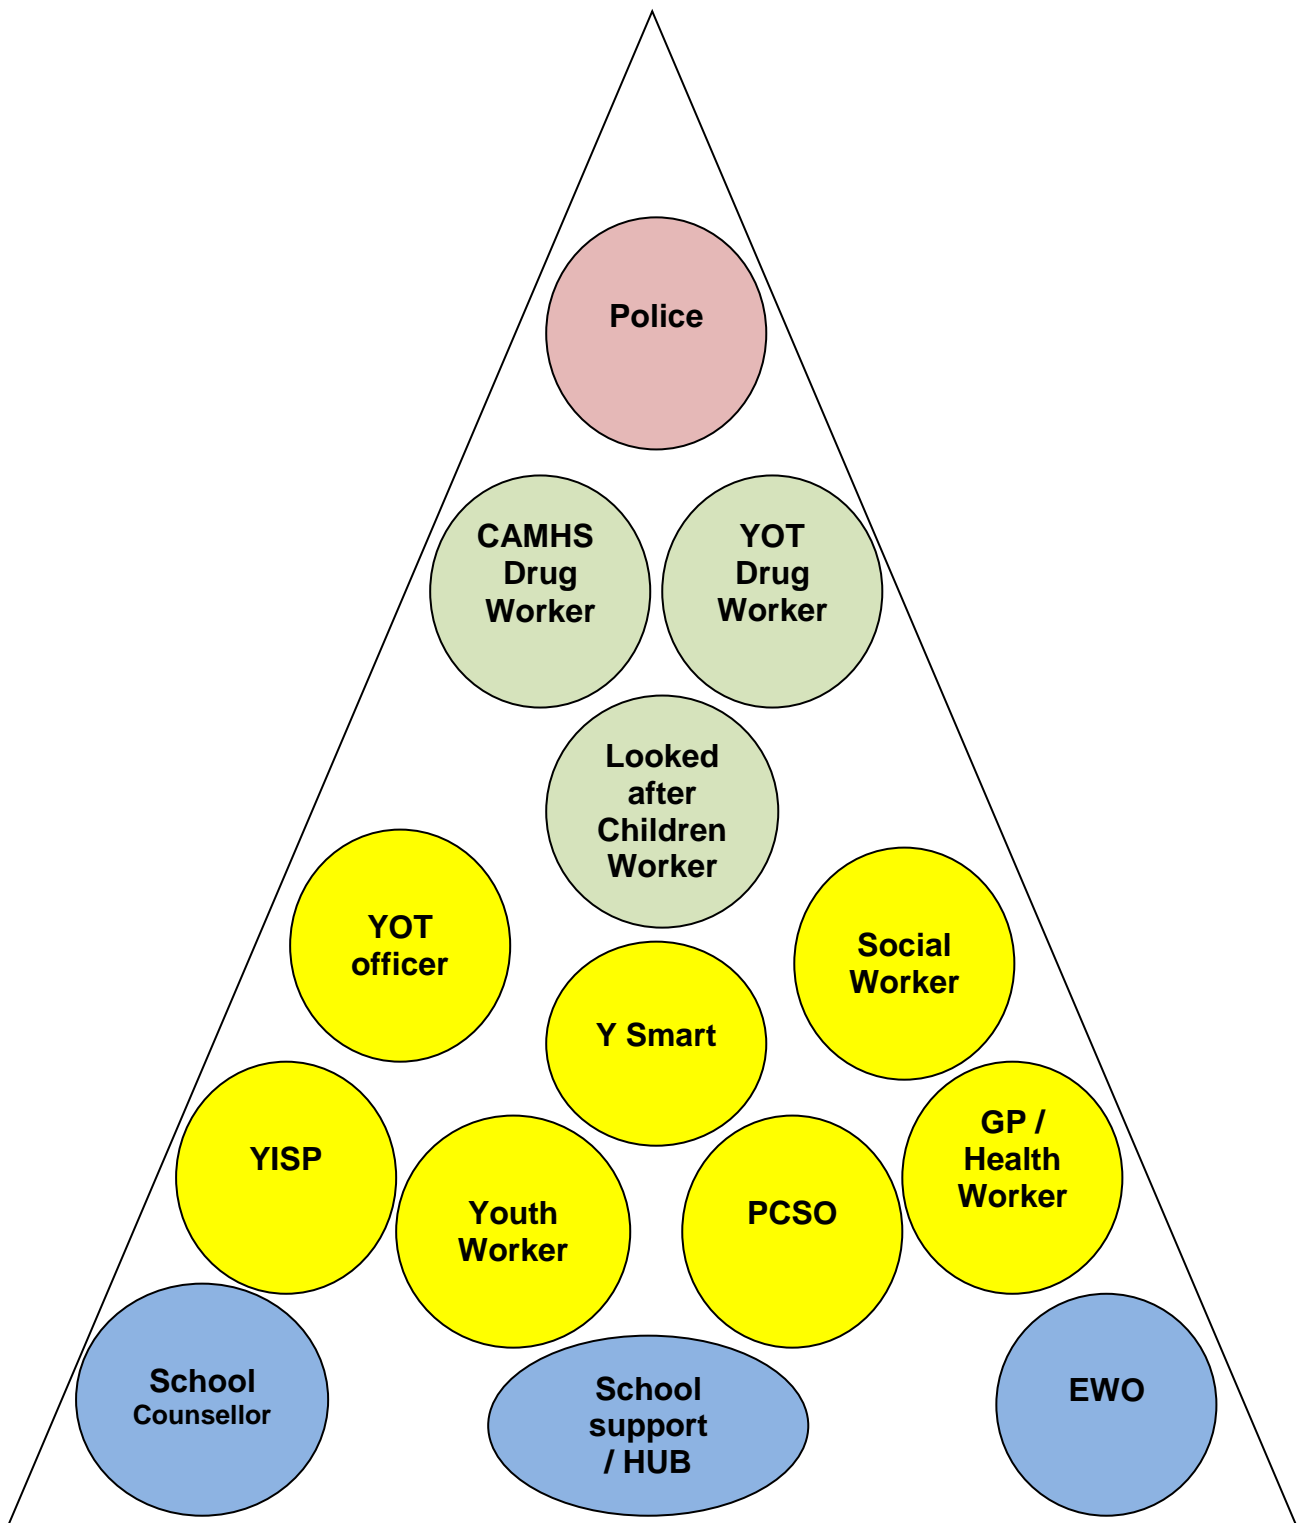 Police
CAMHS
Drug
Worker
YOT
Drug
Worker
Looked
after
Children
Worker
YOT
officer
Social
Worker
Y Smart
YISP
GP /
Health
Worker
Youth
Worker
PCSO
School
Counsellor
School
support
/ HUB
EWO